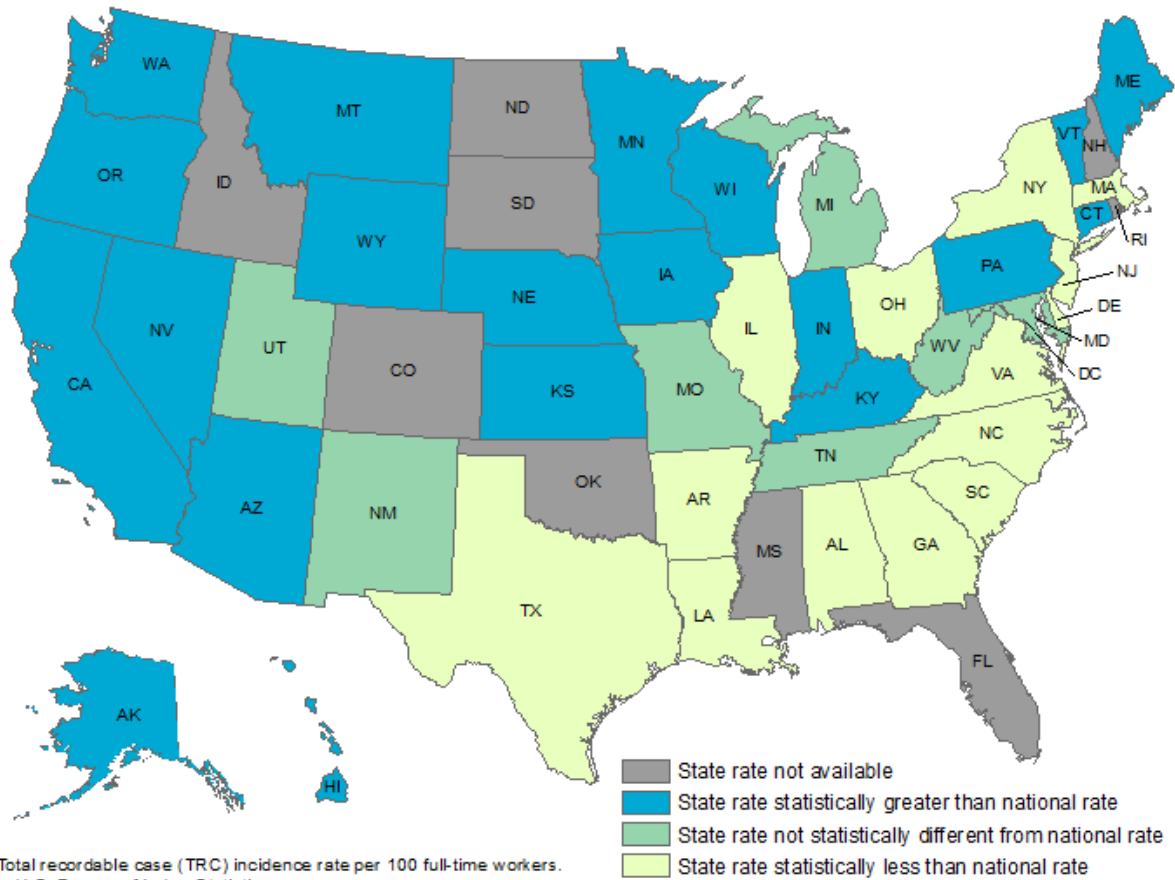 WA
MT
ND
MN
ME
VT
NH
OR
ID
SD
WI
MI
NY
MA
CT
RI
WY
IA
PA
NJ
NE
OH
DE
NV
UT
IL
IN
WV
MD
CO
VA
DC
CA
KS
MO
KY
NC
TN
OK
AR
SC
AZ
NM
MS
AL
GA
TX
LA
FL
AK
HI
State rate not available
State rate statistically greater than national rate
State rate not statistically different from national rate
State rate statistically less than national rate
Total recordable case (TRC) incidence rate per 100 full-time workers.